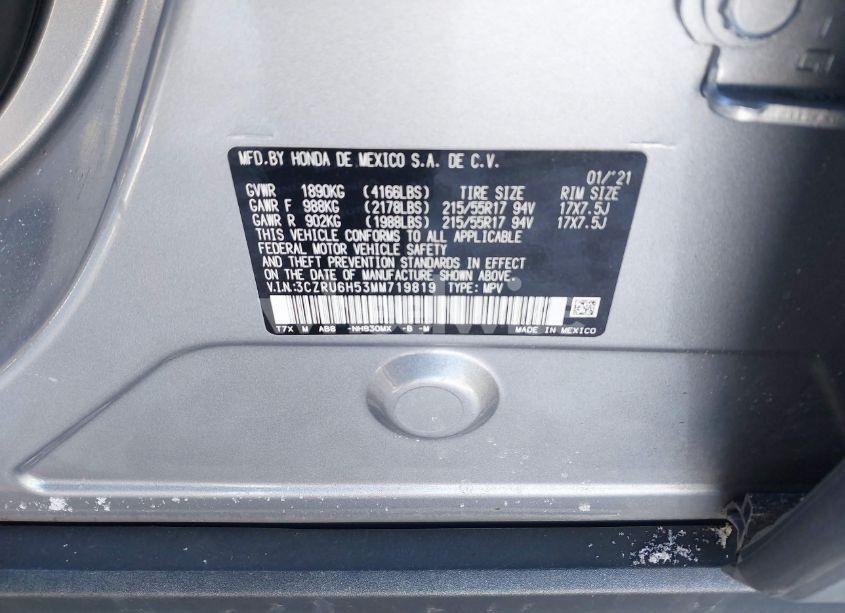 MFD.BY HONDA DE MEXICO S.A. DE C.V.
01/'21
GVWR 1890KG (4166LBS) TIRE SIZE RIM SIZE
GAWR F 988KG (2178LBS) 215/55R17 94V 17X7.5J
GAWR R 902KG (1988LBS) 215/55R17 94V 17X7.5J
THIS VEHICLE CONFORMS TO ALL APPLICABLE
FEDERAL MOTOR VEHICLE SAFETY
AND THEFT PREVENTION STANDARDS IN EFFECT
ON THE DATE OF MANUFACTURE SHOWN ABOVE.
V.I.N:3CZRU6H53MM719819 TYPE: MPV
T7X M AB8 -NH830MX -B -M MADE IN MEXICO